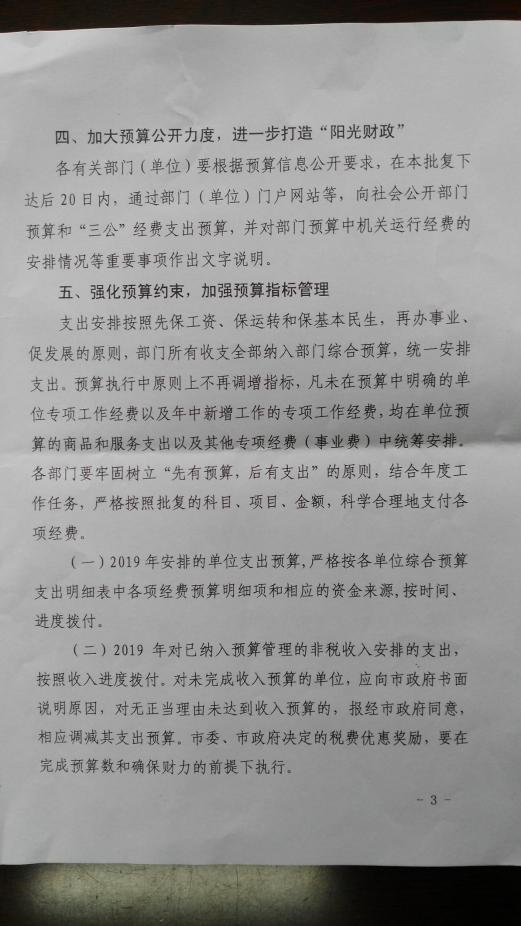 四、加大预算公开力度，进一步打造“阳光财政”
各有关部门（单位）要根据预算信息公开要求，在本批复下
达后20日内，通过部门（单位）门户网站等，向社会公开部门
预算和“三公”经费支出预算，并对部门预算中机关运行经费的
安排情况等重要事项作出文字说明。
五、强化预算约束，加强预算指标管理
支出安排按照先保工资、保运转和保基本民生，再办事业、
促发展的原则，部门所有收支全部纳入部门综合预算，统一安排
支出。预算执行中原则上不再调增指标，凡未在预算中明确的单
位专项工作经费以及年中新增工作的专项工作经费，均在单位预
算的商品和服务支出以及其他专项经费（事业费）中统筹安排。
各部门要牢固树立“先有预算，后有支出”的原则，结合年度工
作任务，严格按照批复的科目、项目、金额，科学合理地支付各
项经费。
（一）2019年安排的单位支出预算,严格按各单位综合预算
支出明细表中各项经费预算明细项和相应的资金来源,按时间、
进度拨付。
（二）2019 年对已纳入预算管理的非税收入安排的支出，
按照收入进度拨付。对未完成收入预算的单位，应向市政府书面
说明原因，对无正当理由未达到收入预算的，报经市政府同意，
相应调减其支出预算。市委、市政府决定的税费优惠奖励，要在
完成预算数和确保财力的前提下执行。
- 3 -